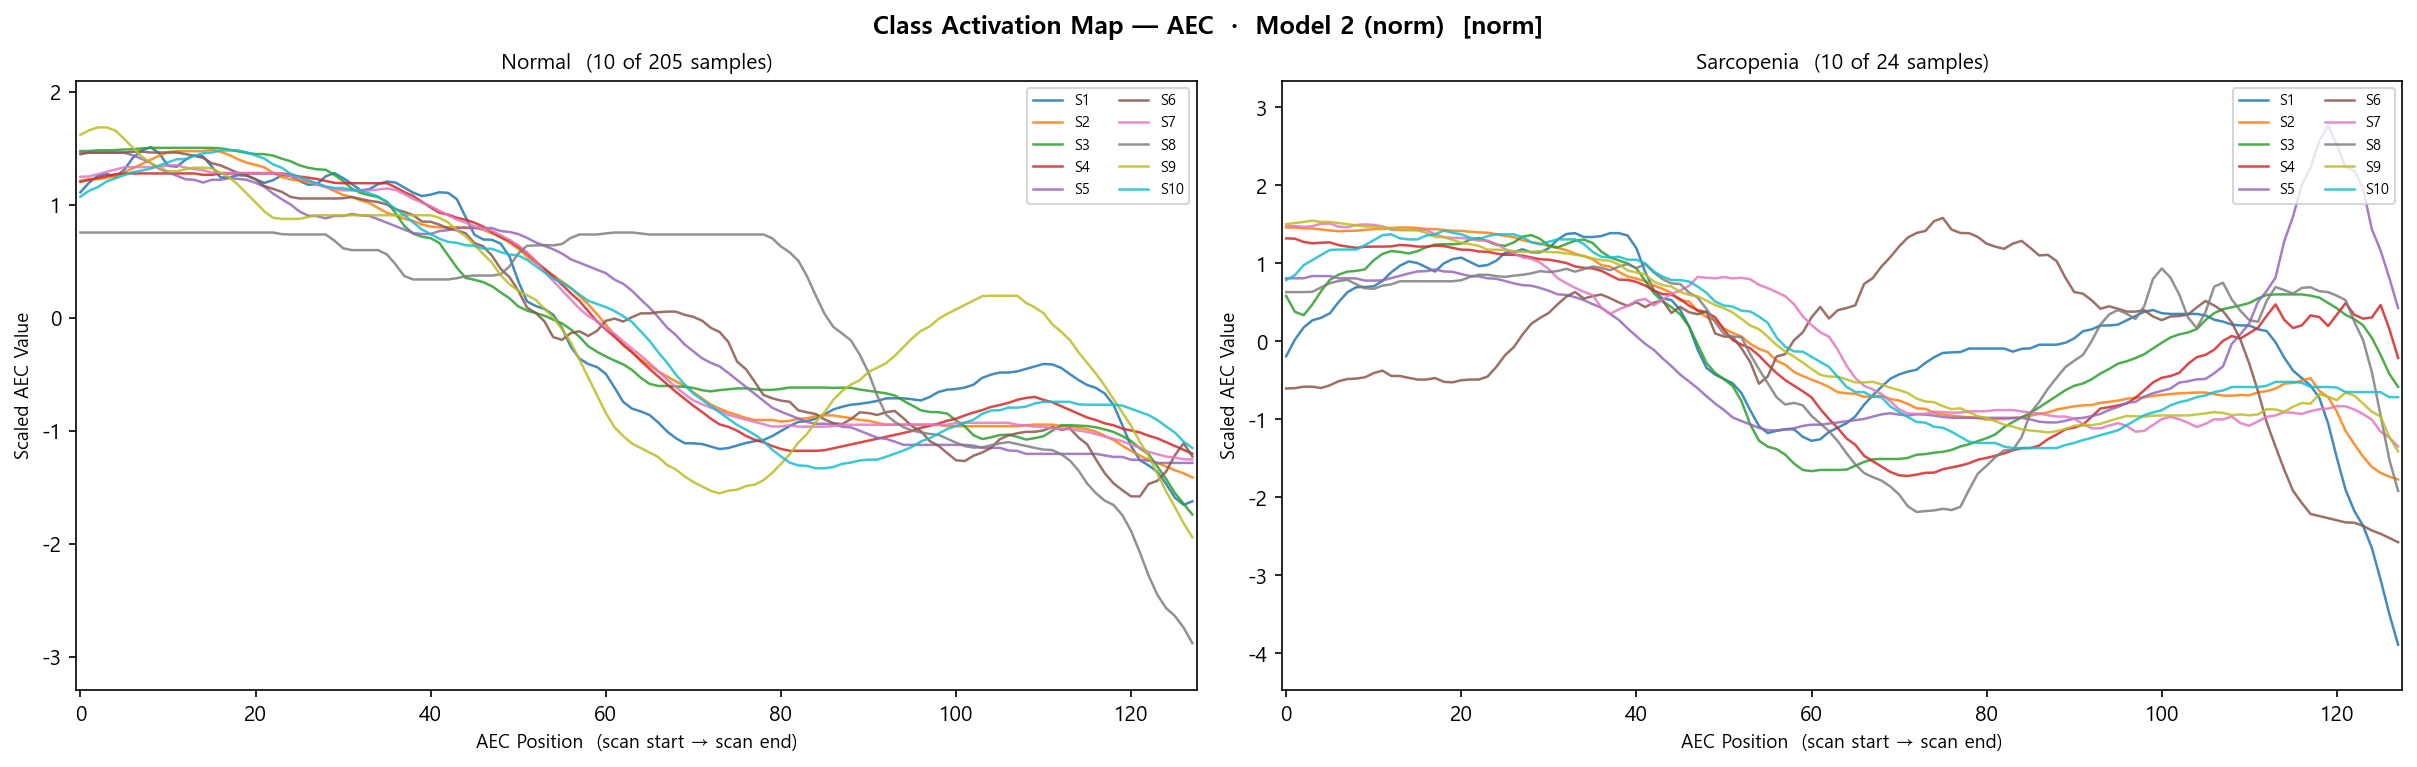 Class Activation Map — AEC · Model 2 (norm) [norm]
Normal (10 of 205 samples)
Scaled AEC Value
2
1
0
-1
-2
-3
0 20 40 60 80 100 120
AEC Position (scan start → scan end)
S1 S6
S2 S7
S3 S8
S4 S9
S5 S10
Sarcopenia (10 of 24 samples)
Scaled AEC Value
3
2
1
0
-1
-2
-3
-4
0 20 40 60 80 100 120
AEC Position (scan start → scan end)
S1 S6
S2 S7
S3 S8
S4 S9
S5 S10